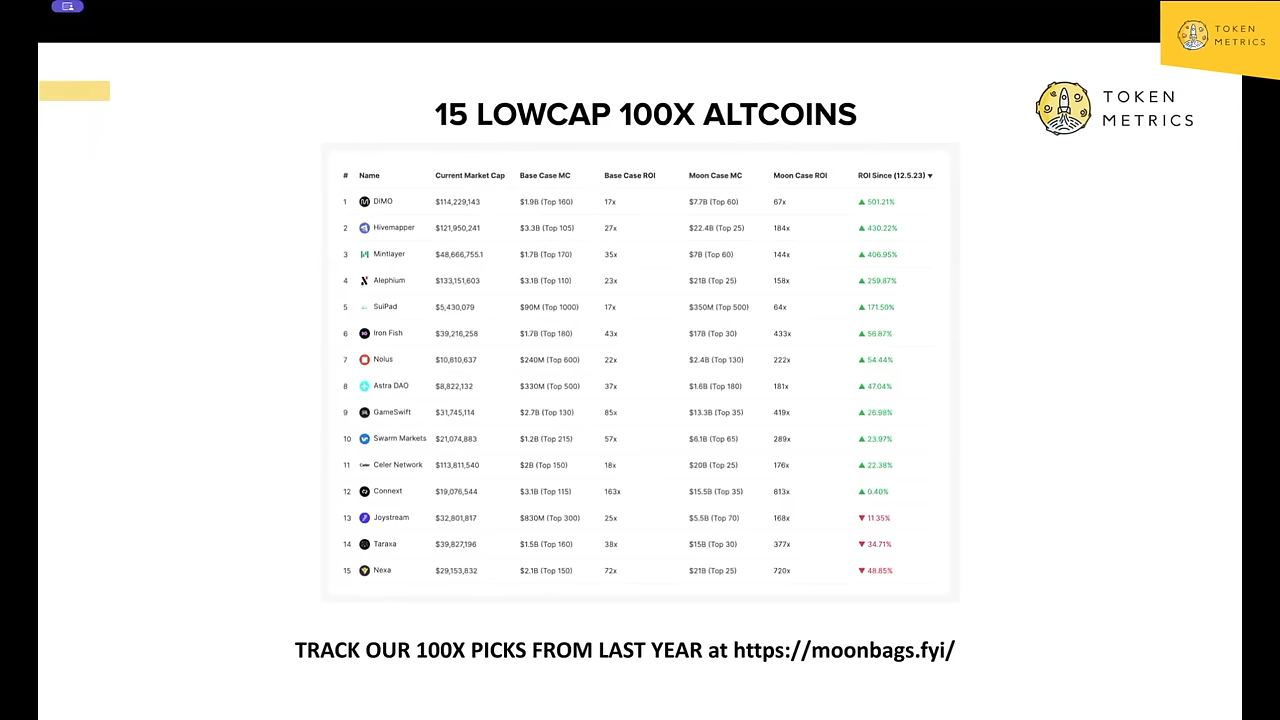 TOKEN
METRICS
15 LOWCAP 100X ALTCOINS
TOKEN
METRICS
# Name Current Market Cap Base Case MC Base Case ROI Moon Case MC Moon Case ROI ROI Since (12.5.23) ▼
1 DIMO $114,229,143 $1.9B (Top 160) 17x $7.7B (Top 60) 67x ▲ 501.21%
2 Hivemapper $121,950,241 $3.3B (Top 105) 27x $22.4B (Top 25) 184x ▲ 430.22%
3 Mintlayer $48,666,755.1 $1.7B (Top 170) 35x $7B (Top 60) 144x ▲ 406.95%
4 Alephium $133,151,603 $3.1B (Top 110) 23x $21B (Top 25) 158x ▲ 259.87%
5 SuiPad $5,430,079 $90M (Top 1000) 17x $350M (Top 500) 64x ▲ 171.50%
6 Iron Fish $39,216,258 $1.7B (Top 180) 43x $17B (Top 30) 433x ▲ 56.87%
7 Nolus $10,810,637 $240M (Top 600) 22x $2.4B (Top 130) 222x ▲ 54.44%
8 Astra DAO $8,822,132 $330M (Top 500) 37x $1.6B (Top 180) 181x ▲ 47.04%
9 GameSwift $31,745,114 $2.7B (Top 130) 85x $13.3B (Top 35) 419x ▲ 26.98%
10 Swarm Markets $21,074,883 $1.2B (Top 215) 57x $6.1B (Top 65) 289x ▲ 23.97%
11 Celer Network $113,811,540 $2B (Top 150) 18x $20B (Top 25) 176x ▲ 22.38%
12 Connext $19,076,544 $3.1B (Top 115) 163x $15.5B (Top 35) 813x ▲ 0.40%
13 Joystream $32,801,817 $830M (Top 300) 25x $5.5B (Top 70) 168x ▼ 11.35%
14 Taraxa $39,827,196 $1.5B (Top 160) 38x $15B (Top 30) 377x ▼ 34.71%
15 Nexa $29,153,832 $2.1B (Top 150) 72x $21B (Top 25) 720x ▼ 48.85%
TRACK OUR 100X PICKS FROM LAST YEAR at https://moonbags.fyi/